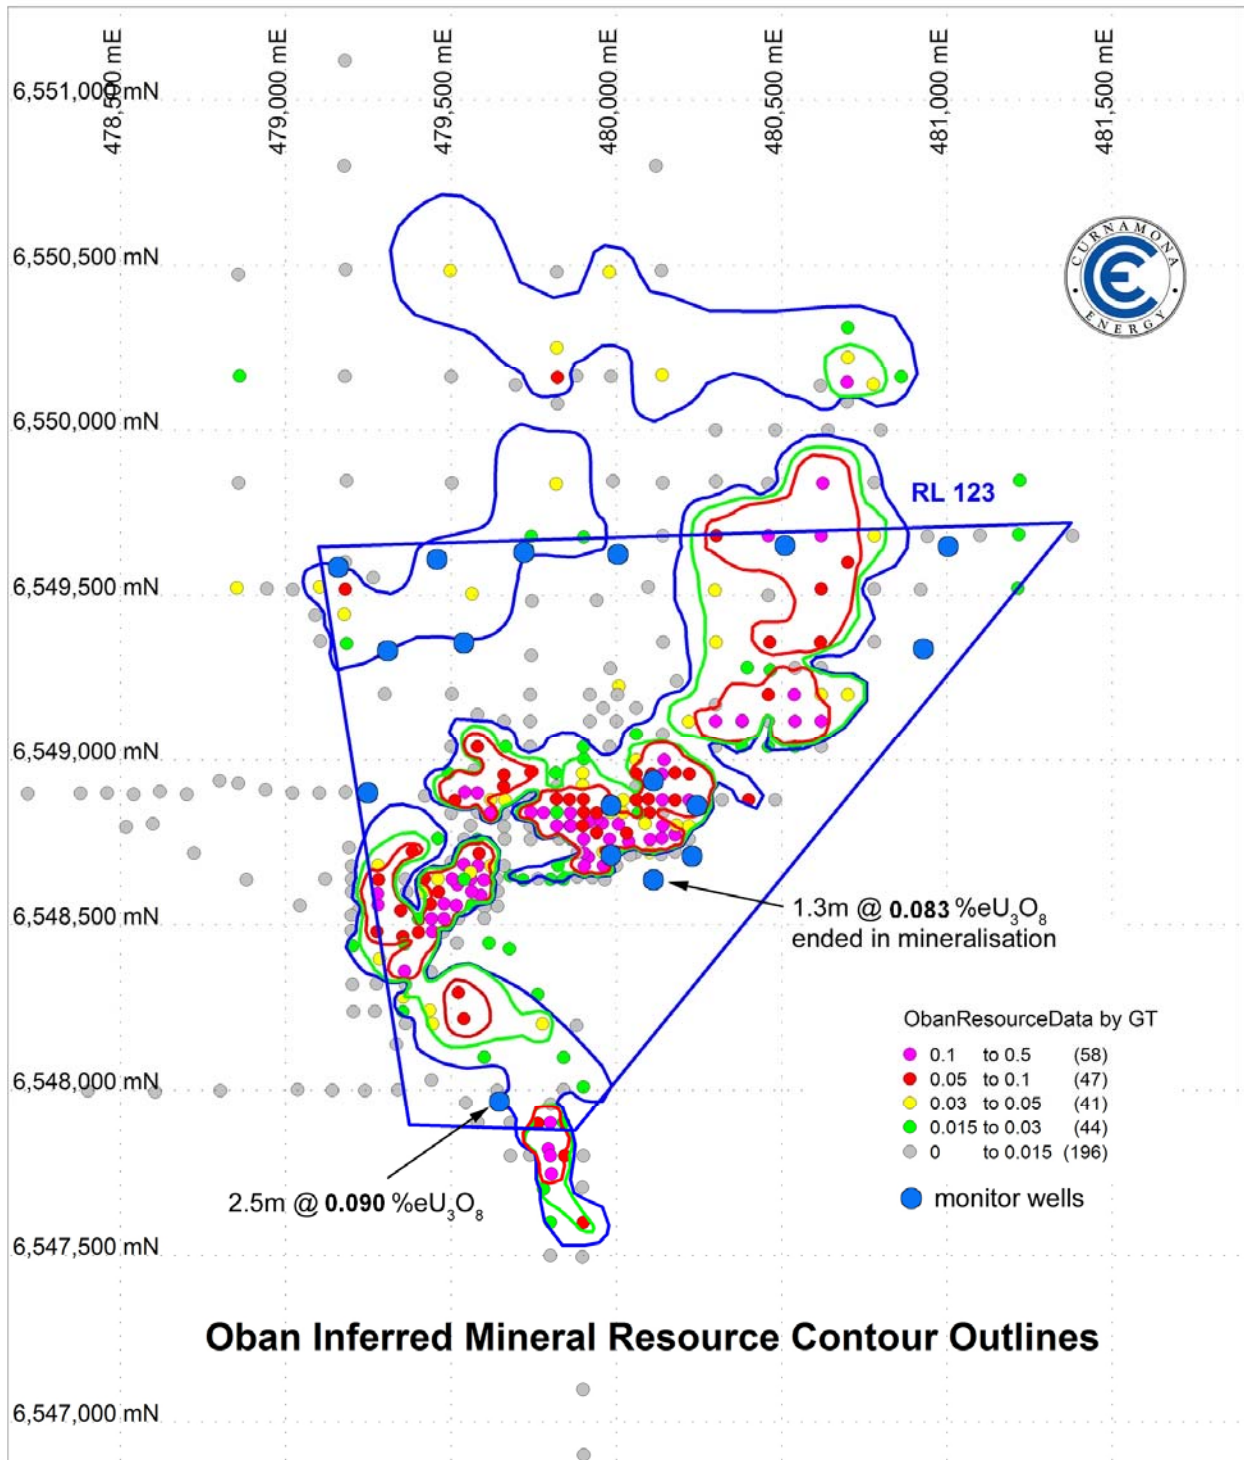 478,500 mE
479,000 mE
479,500 mE
480,000 mE
480,500 mE
481,000 mE
481,500 mE
6,551,000 mN
6,550,500 mN
CURNAMONA
CE
ENERGY
6,550,000 mN
RL 123
6,549,500 mN
6,549,000 mN
6,548,500 mN
1.3m @ 0.083 %eU₃O₈
ended in mineralisation
ObanResourceData by GT
0.1 to 0.5 (58)
0.05 to 0.1 (47)
0.03 to 0.05 (41)
0.015 to 0.03 (44)
0 to 0.015 (196)
monitor wells
6,548,000 mN
2.5m @ 0.090 %eU₃O₈
6,547,500 mN
Oban Inferred Mineral Resource Contour Outlines
6,547,000 mN